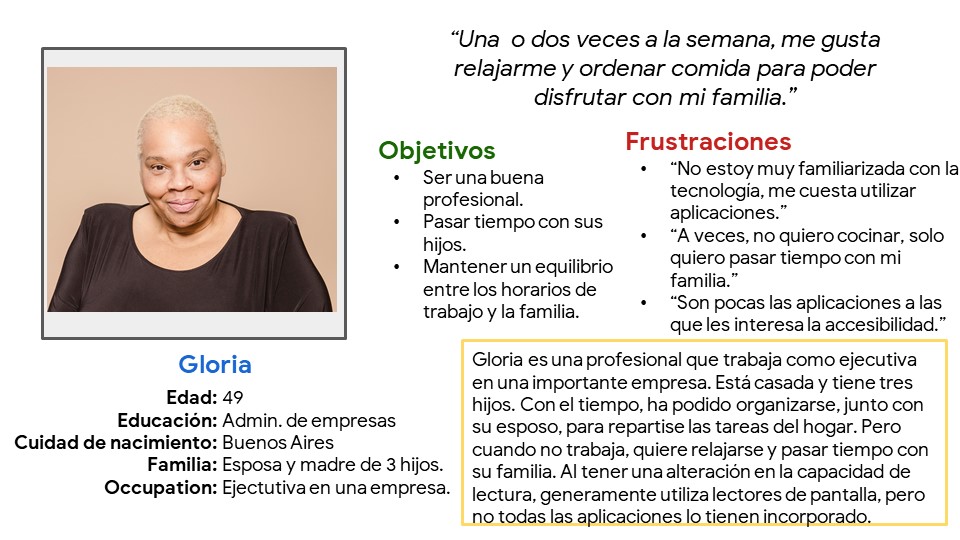 “Una  o dos veces a la semana, me gusta
relajarme y ordenar comida para poder
disfrutar con mi familia.”
Objetivos
• Ser una buena
profesional.
• Pasar tiempo con sus
hijos.
• Mantener un equilibrio
entre los horarios de
trabajo y la familia.
Frustraciones
• “No estoy muy familiarizada con la
tecnología, me cuesta utilizar
aplicaciones.”
• “A veces, no quiero cocinar, solo
quiero pasar tiempo con mi
familia.”
• “Son pocas las aplicaciones a las
que les interesa la accesibilidad.”
Gloria
Edad: 49
Educación: Admin. de empresas
Cuidad de nacimiento: Buenos Aires
Familia: Esposa y madre de 3 hijos.
Occupation: Ejectutiva en una empresa.
Gloria es una profesional que trabaja como ejecutiva
en una importante empresa. Está casada y tiene tres
hijos. Con el tiempo, ha podido organizarse, junto con
su esposo, para repartise las tareas del hogar. Pero
cuando no trabaja, quiere relajarse y pasar tiempo con
su familia. Al tener una alteración en la capacidad de
lectura, generamente utiliza lectores de pantalla, pero
no todas las aplicaciones lo tienen incorporado.